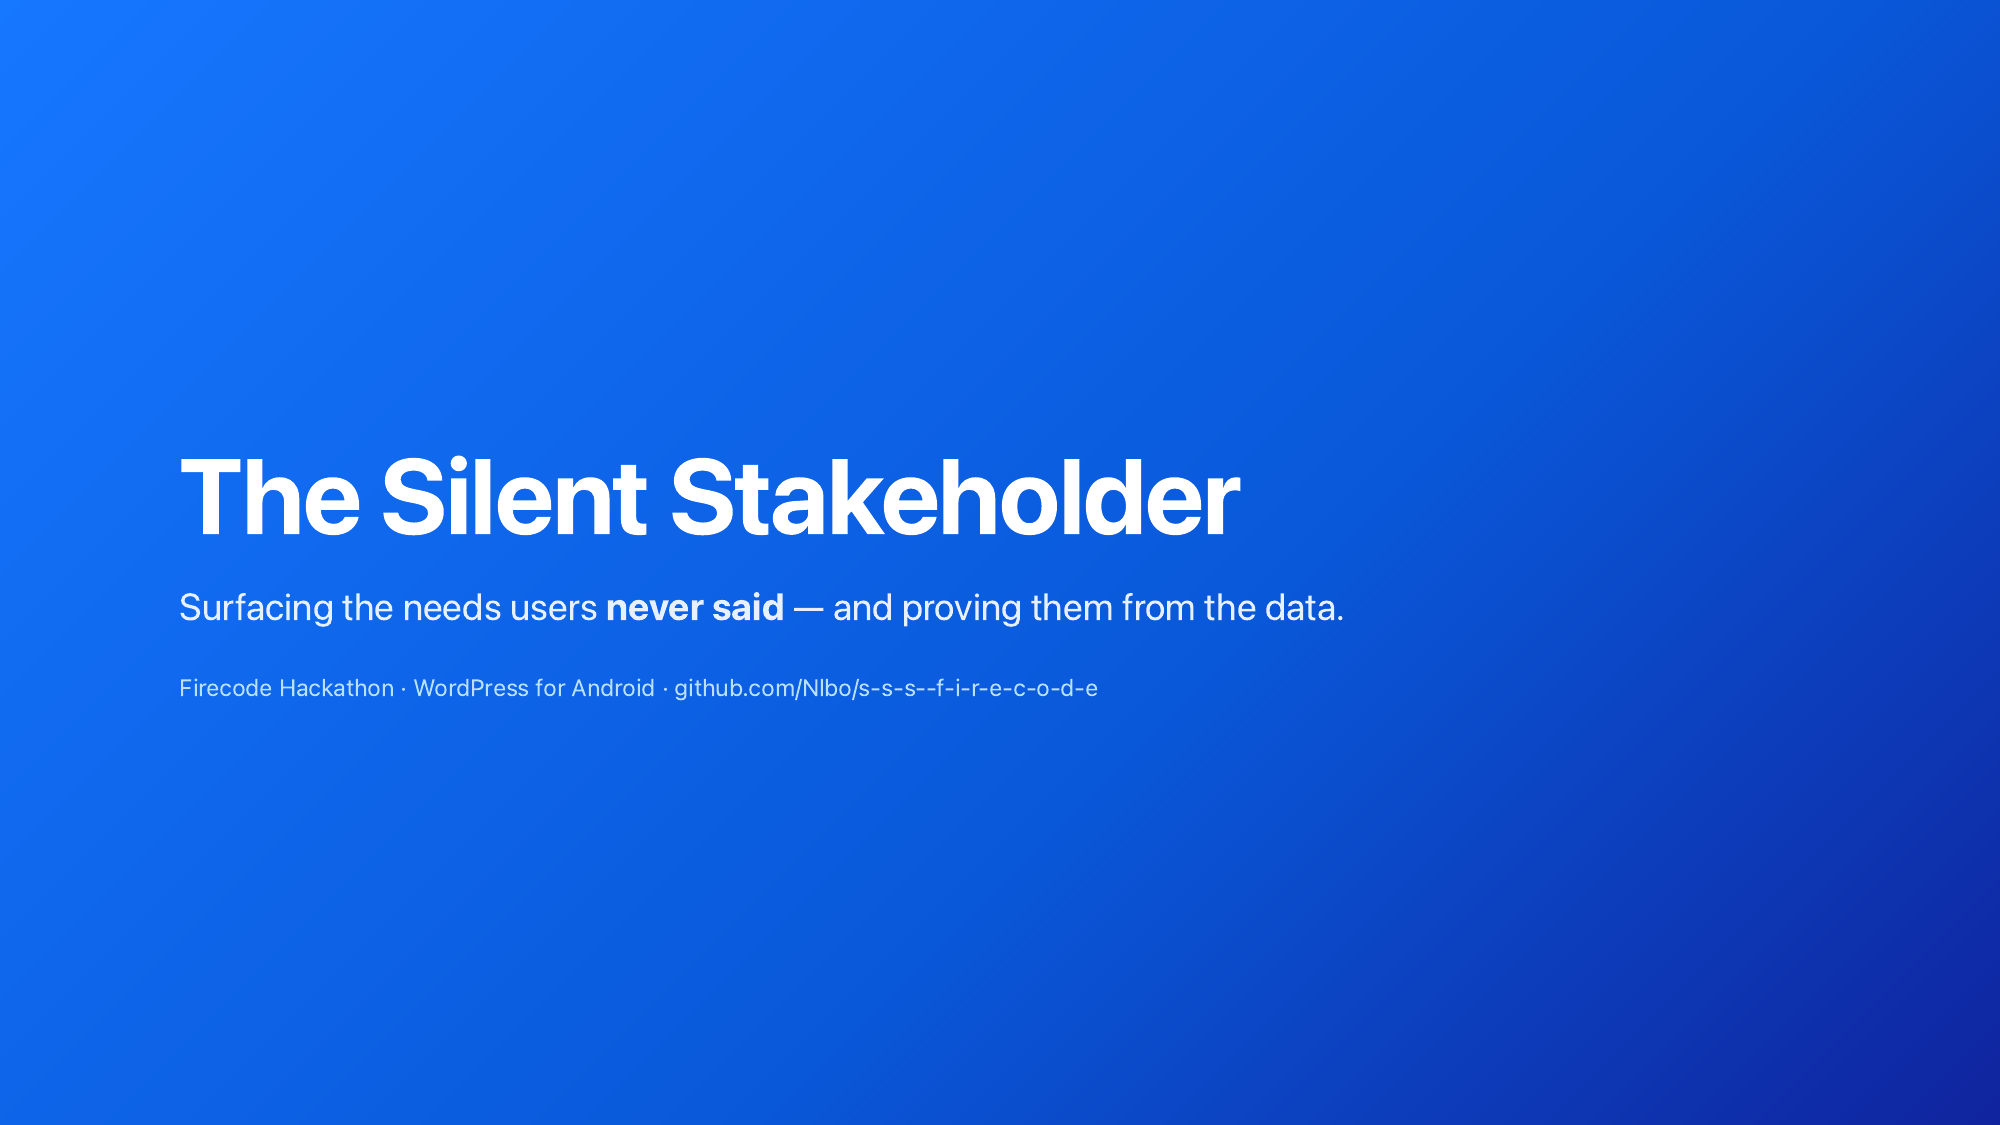 The Silent Stakeholder
Surfacing the needs users never said — and proving them from the data.
Firecode Hackathon · WordPress for Android · github.com/NIbo/s-s-s--f-i-r-e-c-o-d-e